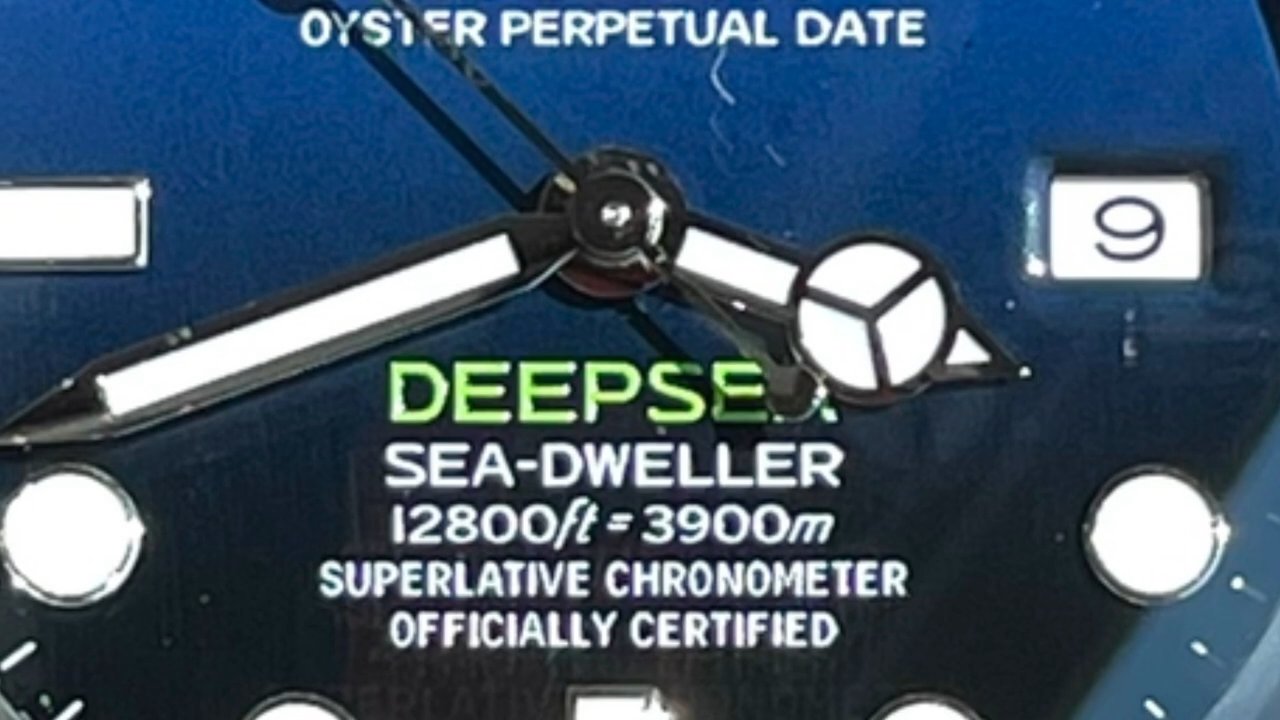 OYSTER PERPETUAL DATE
9
DEEPSEA
SEA-DWELLER
12800ft = 3900m
SUPERLATIVE CHRONOMETER
OFFICIALLY CERTIFIED